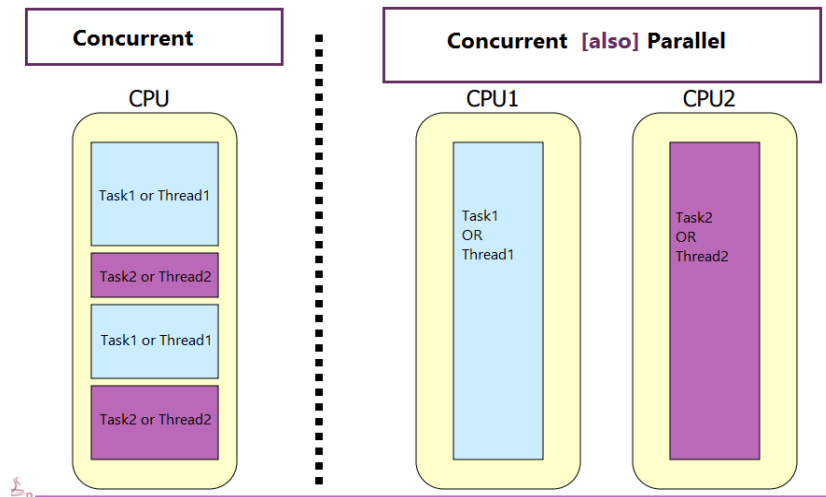 Concurrent
Concurrent [also] Parallel
CPU
Task1 or Thread1
Task2 or Thread2
Task1 or Thread1
Task2 or Thread2
CPU1
Task1
OR
Thread1
CPU2
Task2
OR
Thread2